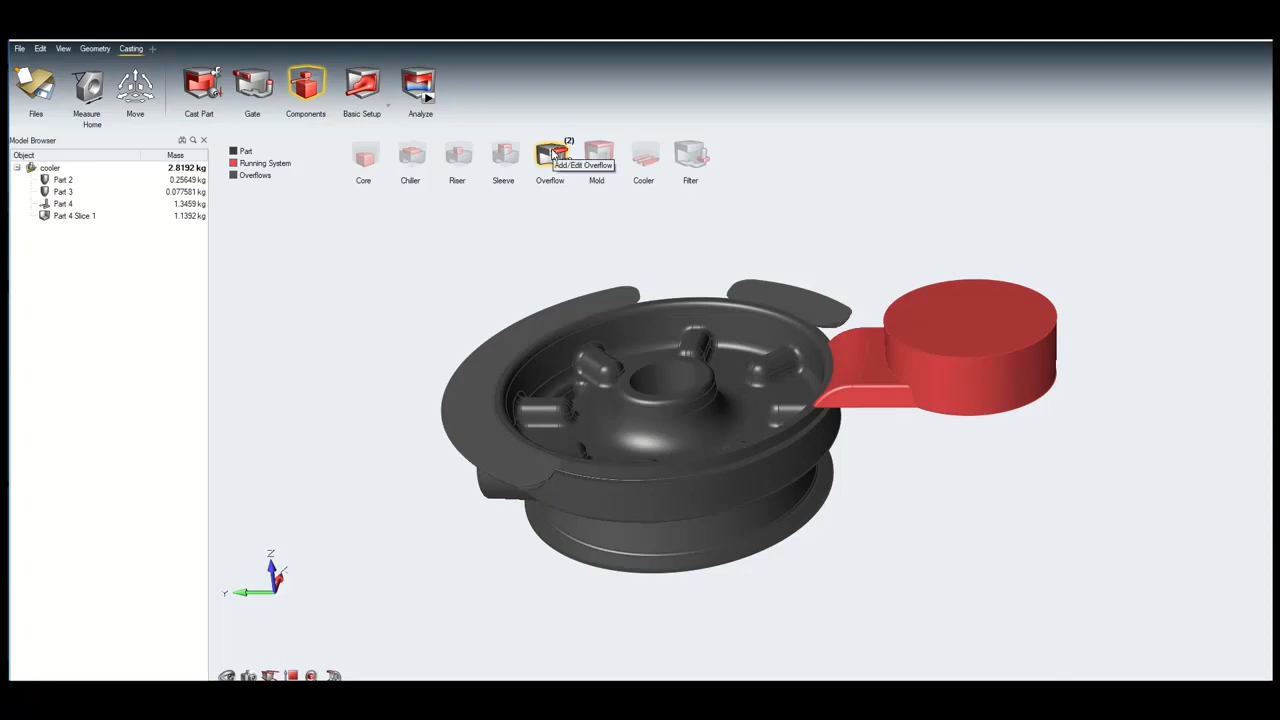 File Edit View Geometry Casting
Files Measure Move Cast Part Gate Components Basic Setup Analyze
Home
Model Browser
Object Mass
cooler 2.8192 kg
Part 2 0.25649 kg
Part 3 0.077581 kg
Part 4 1.3459 kg
Part 4 Slice 1 1.1392 kg
Part
Running System
Overflows
(2)
Add/Edit Overflow
Core Chiller Riser Sleeve Overflow Mold Cooler Filter
Z
Y